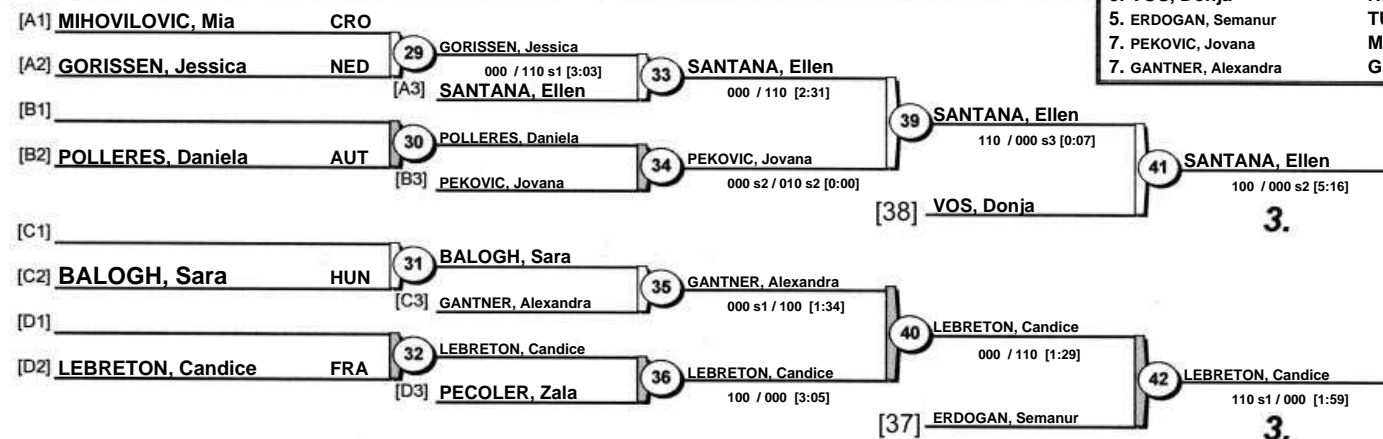 5. ERDOGAN, Semanur
7. PEKOVIC, Jovana
7. GANTNER, Alexandra
[A1] MIHOVILOVIC, Mia CRO
[A2] GORISSEN, Jessica NED
29 GORISSEN, Jessica
000 / 110 s1 [3:03]
[A3] SANTANA, Ellen
33 SANTANA, Ellen
000 / 110 [2:31]
[B1]
[B2] POLLERES, Daniela AUT
30 POLLERES, Daniela
[B3] PEKOVIC, Jovana
34 PEKOVIC, Jovana
000 s2 / 010 s2 [0:00]
39 SANTANA, Ellen
110 / 000 s3 [0:07]
[38] VOS, Donja
41 SANTANA, Ellen
100 / 000 s2 [5:16]
3.
[C1]
[C2] BALOGH, Sara HUN
31 BALOGH, Sara
[C3] GANTNER, Alexandra
35 GANTNER, Alexandra
000 s1 / 100 [1:34]
[D1]
[D2] LEBRETON, Candice FRA
32 LEBRETON, Candice
[D3] PECOLER, Zala
36 LEBRETON, Candice
100 / 000 [3:05]
40 LEBRETON, Candice
000 / 110 [1:29]
[37] ERDOGAN, Semanur
42 LEBRETON, Candice
110 s1 / 000 [1:59]
3.